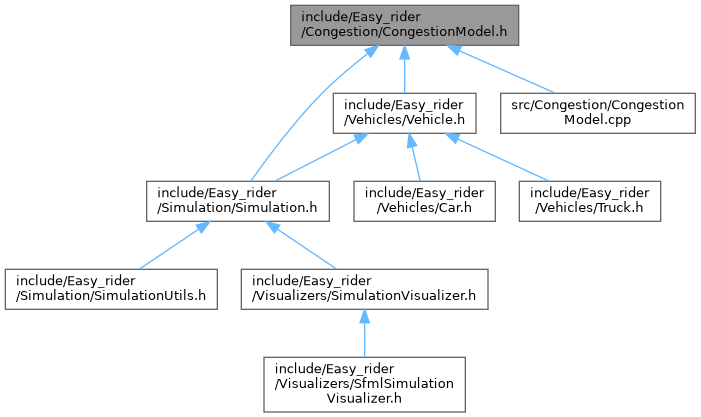 include/Easy_rider
/Congestion/CongestionModel.h
include/Easy_rider
/Vehicles/Vehicle.h
src/Congestion/Congestion
Model.cpp
include/Easy_rider
/Simulation/Simulation.h
include/Easy_rider
/Vehicles/Car.h
include/Easy_rider
/Vehicles/Truck.h
include/Easy_rider
/Simulation/SimulationUtils.h
include/Easy_rider
/Visualizers/SimulationVisualizer.h
include/Easy_rider
/Visualizers/SfmlSimulation
Visualizer.h